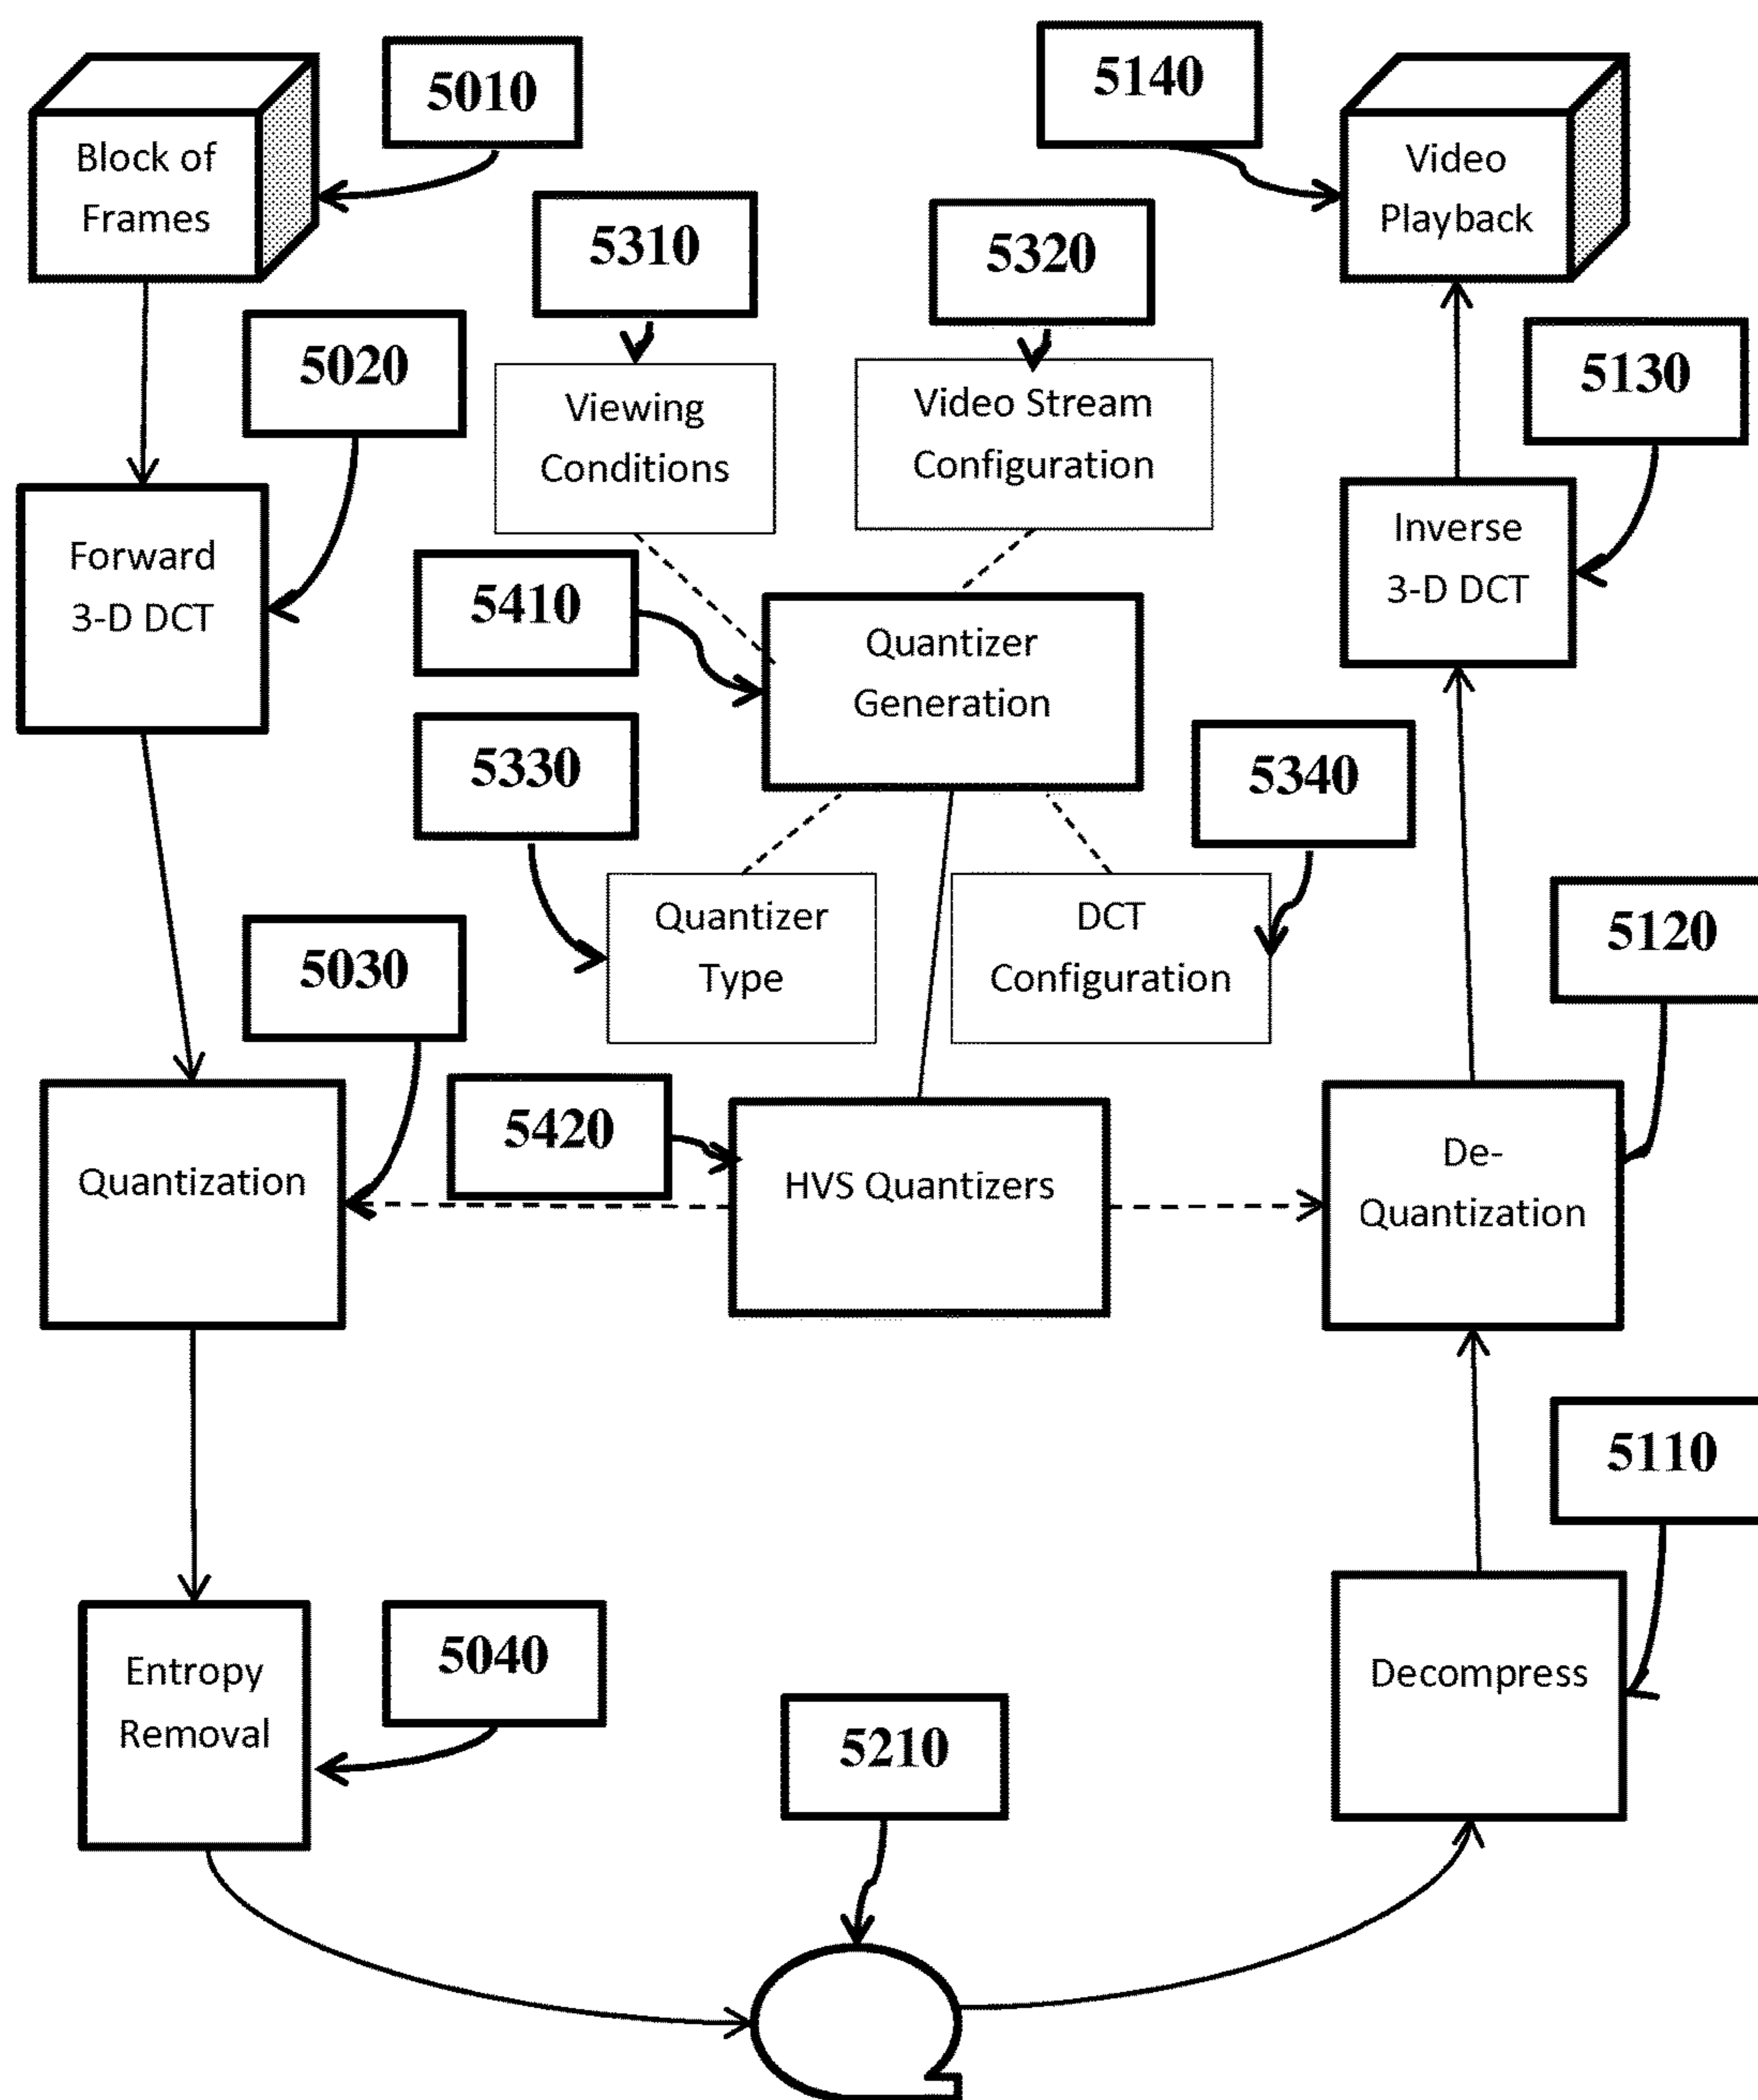 5010
5140
Block of
Frames
Video
Playback
5310
5320
5020
5130
Viewing
Conditions
Video Stream
Configuration
Forward
3-D DCT
Inverse
3-D DCT
5410
Quantizer
Generation
5330
5340
Quantizer
Type
DCT
Configuration
5030
5120
5420
Quantization
HVS Quantizers
De-
Quantization
5110
Entropy
Removal
5040
Decompress
5210